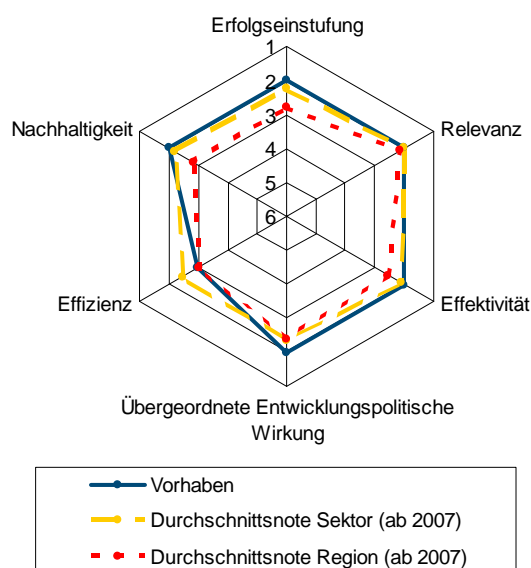 Erfolgseinstufung
1
2
3
4
5
6
Nachhaltigkeit
Relevanz
Effizienz
Effektivität
Übergeordnete Entwicklungspolitische
Wirkung
Vorhaben
Durchschnittsnote Sektor (ab 2007)
Durchschnittsnote Region (ab 2007)